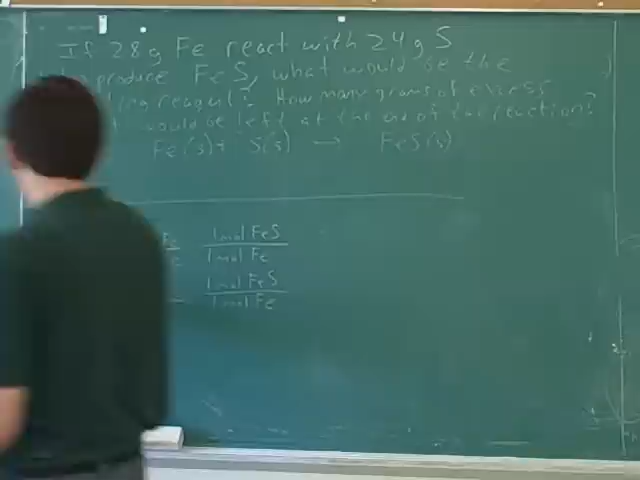 If 28g Fe react with 24g S
produce FeS, what would be the
reagent? How many grams of excess
would be left at the end of the reaction?
Fe(s)+ S(s) → FeS(s)
1 mol FeS
1 mol Fe
1 mol FeS
1 mol Fe